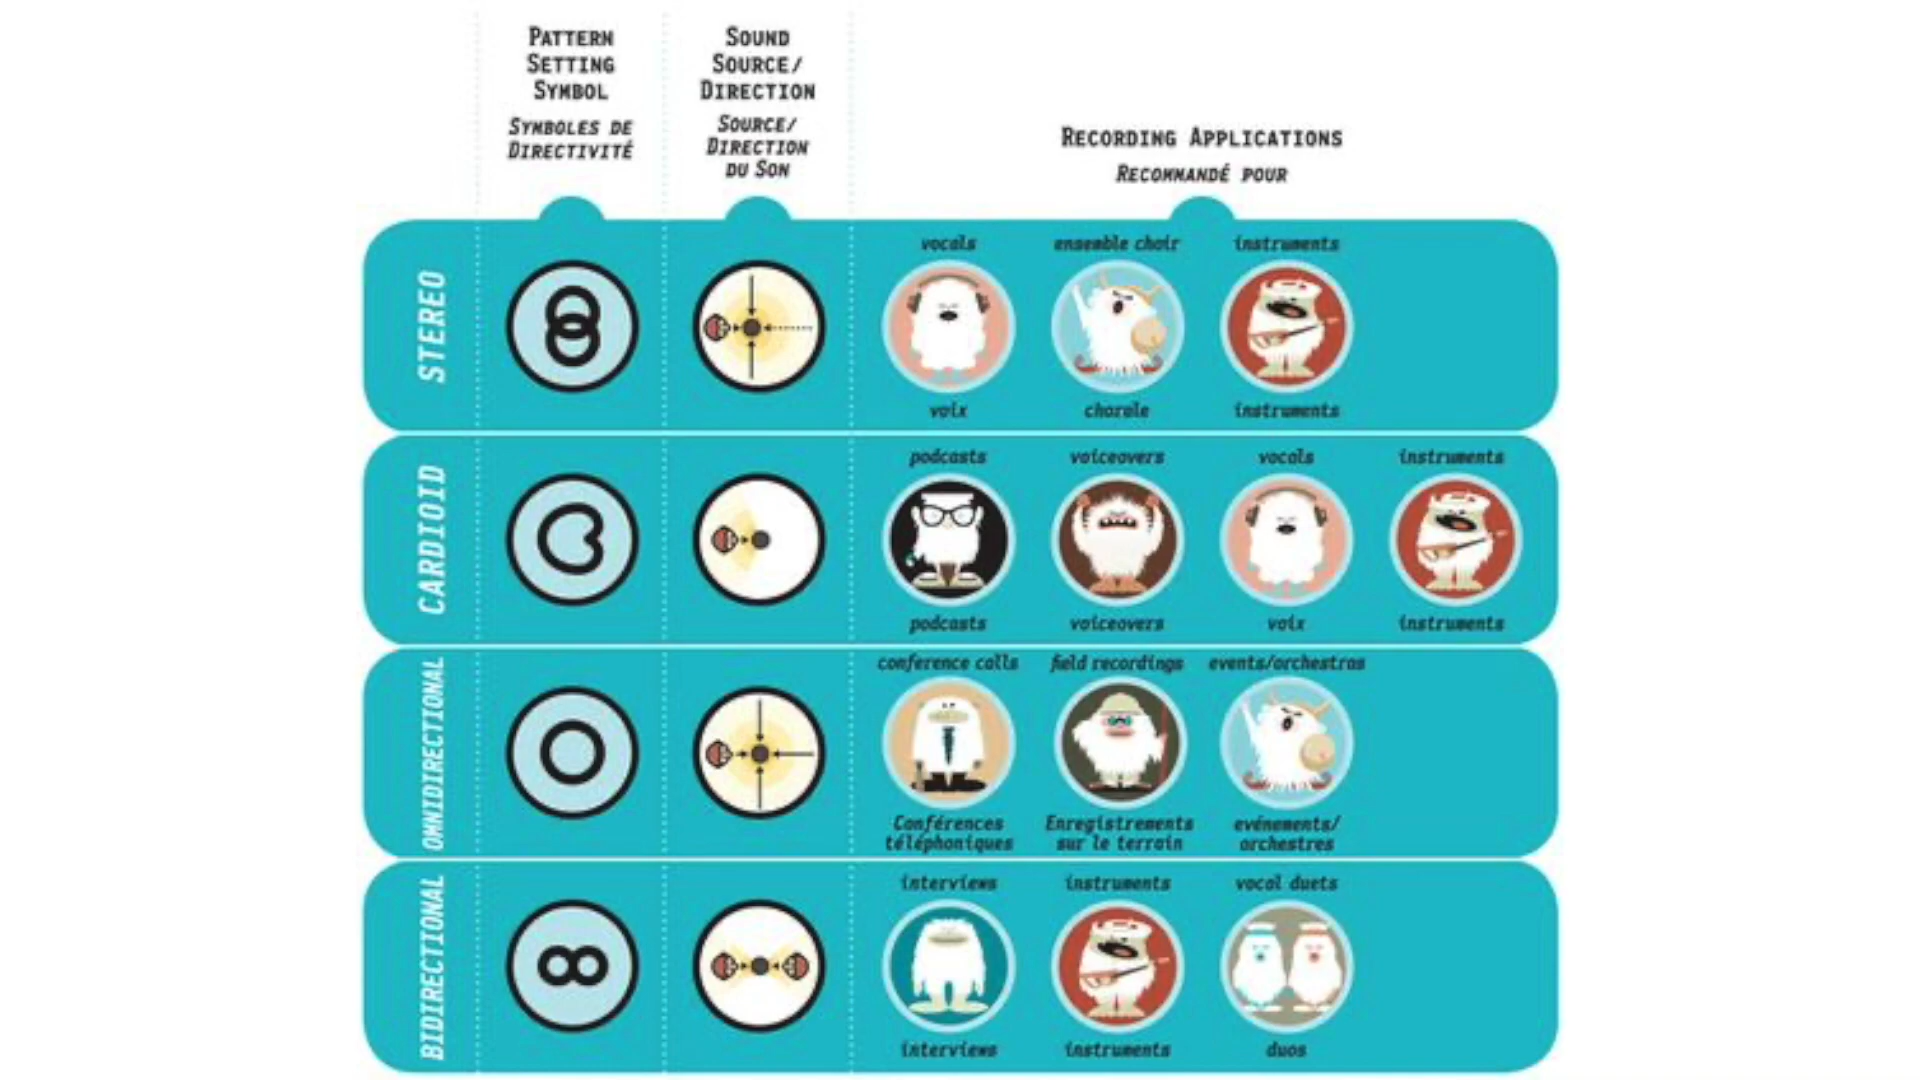 PATTERN
SETTING
SYMBOL
SYMBOLES DE
DIRECTIVITÉ
SOUND
SOURCE/
DIRECTION
SOURCE/
DIRECTION
DU SON
RECORDING APPLICATIONS
RECOMMANDÉ POUR
STEREO
vocals
ensemble choir
instruments
voix
chorale
instruments
CARDIOID
podcasts
voiceovers
vocals
instruments
podcasts
voiceovers
voix
instruments
OMNIDIRECTIONAL
conference calls
field recordings
events/orchestras
Conférences
téléphoniques
Enregistrements
sur le terrain
evénements/
orchestres
BIDIRECTIONAL
interviews
instruments
vocal duets
interviews
instruments
duos